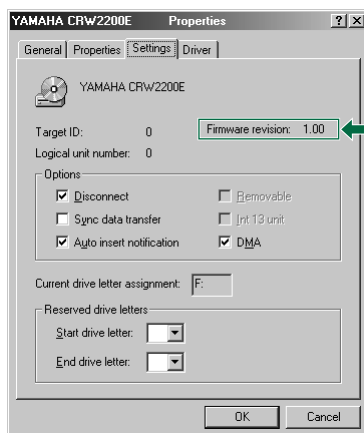 YAMAHA CRW2200E Properties
General Properties Settings Driver
YAMAHA CRW2200E
Target ID: 0 Firmware revision: 1.00
Logical unit number: 0
Options
Disconnect Removable
Sync data transfer Int 13 unit
Auto insert notification DMA
Current drive letter assignment: F:
Reserved drive letters
Start drive letter:
End drive letter:
OK Cancel